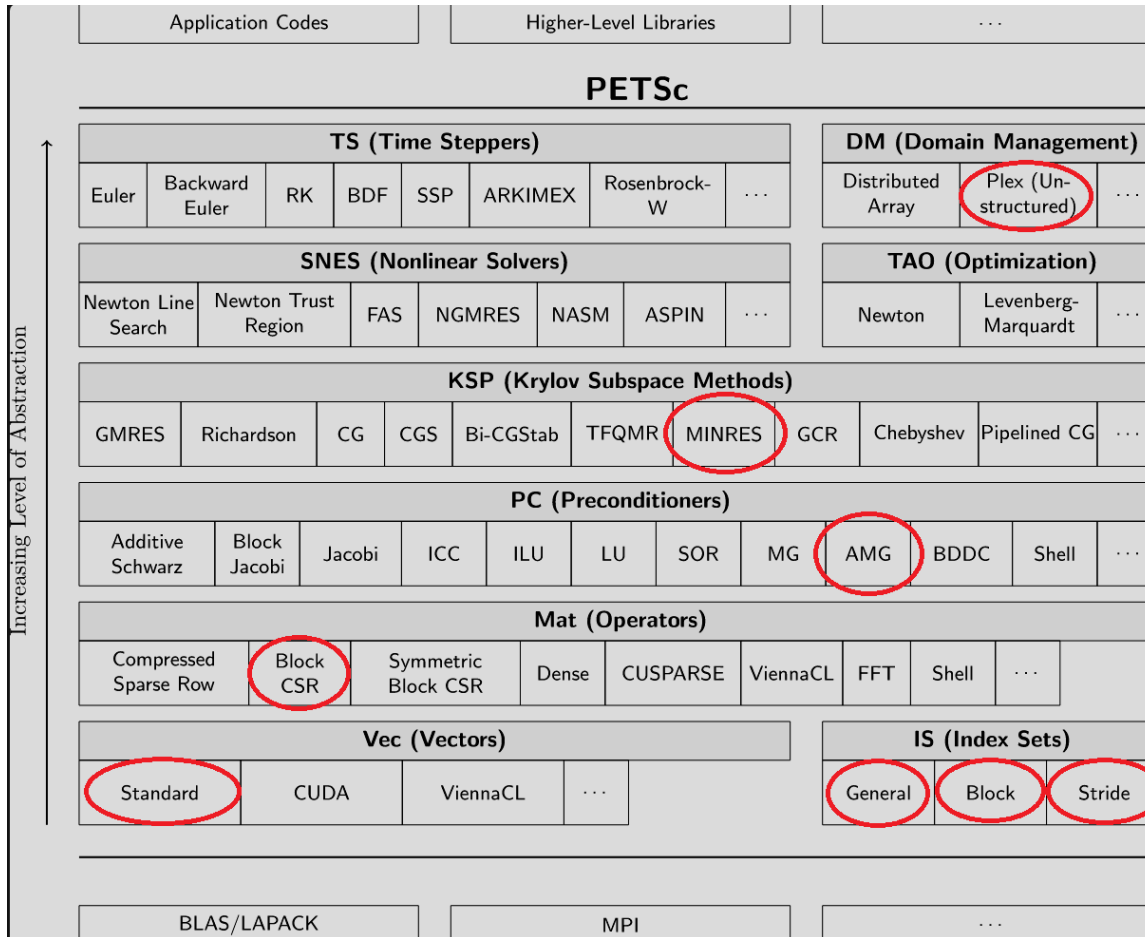 Application Codes
Higher-Level Libraries
···
PETSc
Increasing Level of Abstraction
TS (Time Steppers)
Euler
Backward
Euler
RK
BDF
SSP
ARKIMEX
Rosenbrock-
W
···
DM (Domain Management)
Distributed
Array
Plex (Un-
structured)
···
SNES (Nonlinear Solvers)
Newton Line
Search
Newton Trust
Region
FAS
NGMRES
NASM
ASPIN
···
TAO (Optimization)
Newton
Levenberg-
Marquardt
···
KSP (Krylov Subspace Methods)
GMRES
Richardson
CG
CGS
Bi-CGStab
TFQMR
MINRES
GCR
Chebyshev
Pipelined CG
···
PC (Preconditioners)
Additive
Schwarz
Block
Jacobi
Jacobi
ICC
ILU
LU
SOR
MG
AMG
BDDC
Shell
···
Mat (Operators)
Compressed
Sparse Row
Block
CSR
Symmetric
Block CSR
Dense
CUSPARSE
ViennaCL
FFT
Shell
···
Vec (Vectors)
Standard
CUDA
ViennaCL
···
IS (Index Sets)
General
Block
Stride
BLAS/LAPACK
MPI
···